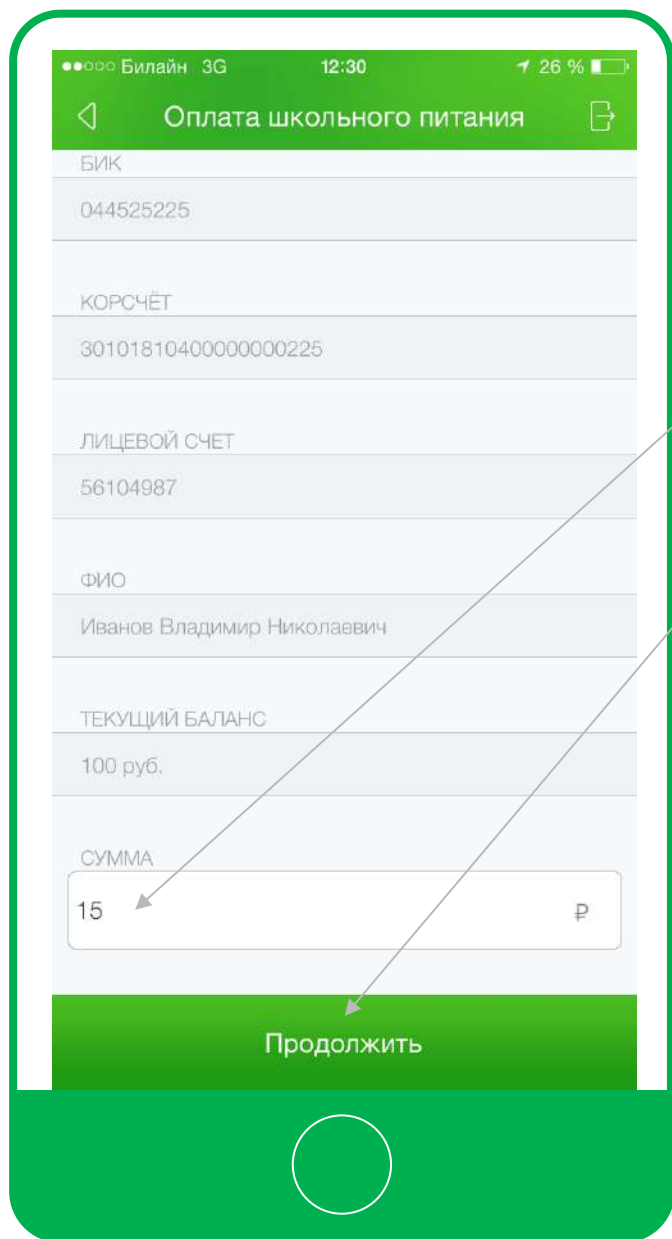 Билайн 3G 12:30 26 %
Оплата школьного питания
БИК
044525225
КОРСЧЁТ
30101810400000000225
ЛИЦЕВОЙ СЧЕТ
56104987
ФИО
Иванов Владимир Николаевич
ТЕКУЩИЙ БАЛАНС
100 руб.
СУММА
15 ₽
Продолжить